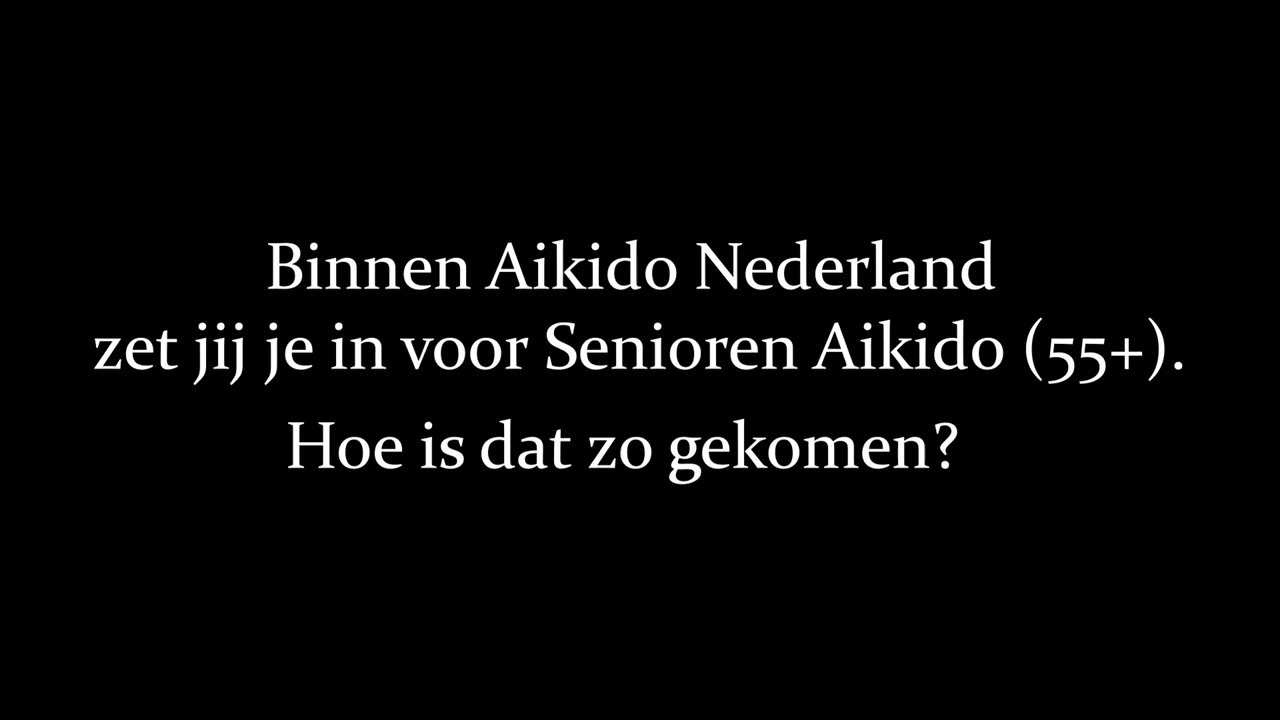 Binnen Aikido Nederland
zet jij je in voor Senioren Aikido (55+).
Hoe is dat zo gekomen?